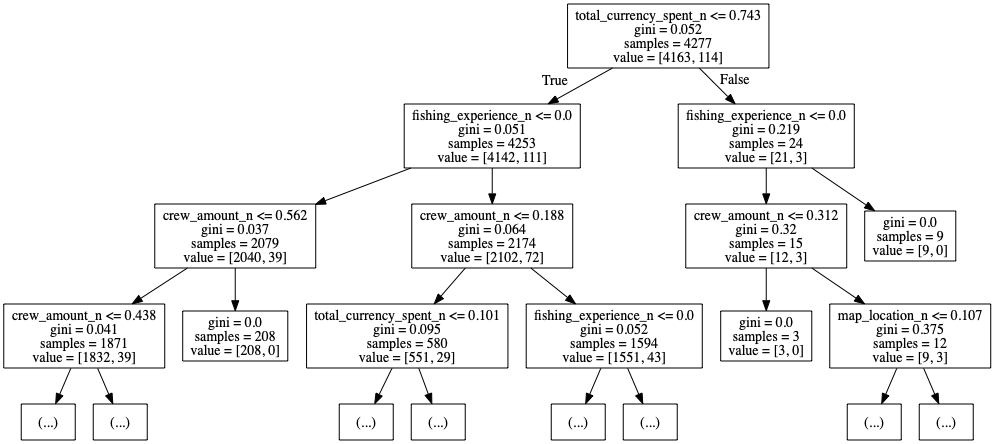 total_currency_spent_n <= 0.743
gini = 0.052
samples = 4277
value = [4163, 114]
True
False
fishing_experience_n <= 0.0
gini = 0.051
samples = 4253
value = [4142, 111]
fishing_experience_n <= 0.0
gini = 0.219
samples = 24
value = [21, 3]
crew_amount_n <= 0.562
gini = 0.037
samples = 2079
value = [2040, 39]
crew_amount_n <= 0.188
gini = 0.064
samples = 2174
value = [2102, 72]
crew_amount_n <= 0.312
gini = 0.32
samples = 15
value = [12, 3]
gini = 0.0
samples = 9
value = [9, 0]
crew_amount_n <= 0.438
gini = 0.041
samples = 1871
value = [1832, 39]
gini = 0.0
samples = 208
value = [208, 0]
total_currency_spent_n <= 0.101
gini = 0.095
samples = 580
value = [551, 29]
fishing_experience_n <= 0.0
gini = 0.052
samples = 1594
value = [1551, 43]
gini = 0.0
samples = 3
value = [3, 0]
map_location_n <= 0.107
gini = 0.375
samples = 12
value = [9, 3]
(...)
(...)
(...)
(...)
(...)
(...)
(...)
(...)